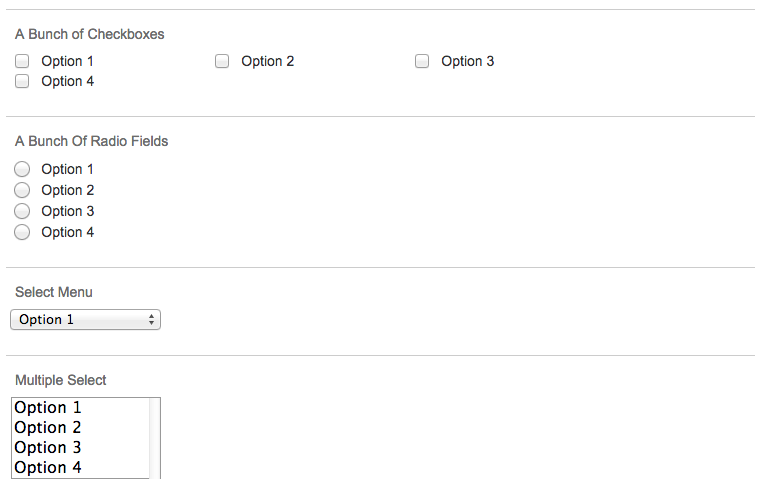 A Bunch of Checkboxes
Option 1 Option 2 Option 3
Option 4
A Bunch Of Radio Fields
Option 1
Option 2
Option 3
Option 4
Select Menu
Option 1
Multiple Select
Option 1
Option 2
Option 3
Option 4